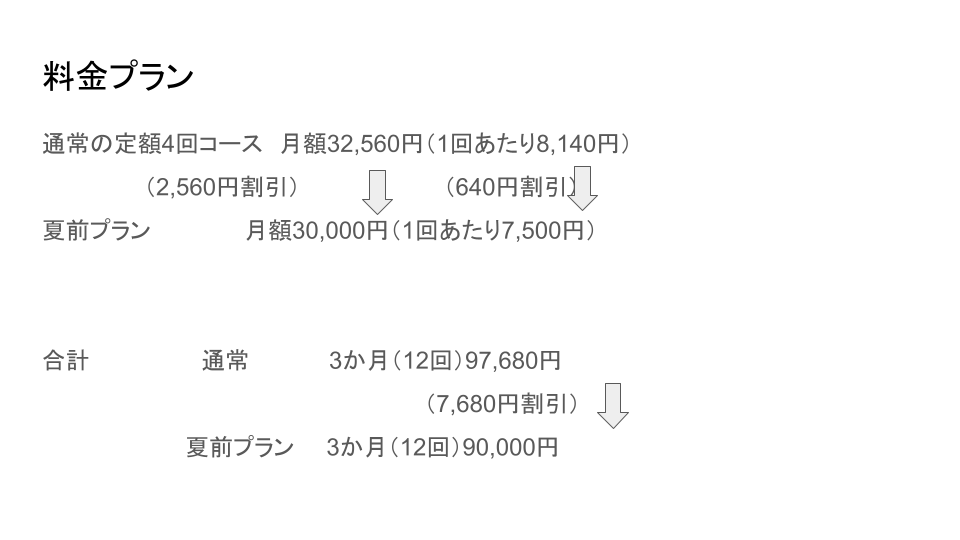 料金プラン
通常の定額4回コース 月額32,560円（1回あたり8,140円）
（2,560円割引） （640円割引）
夏前プラン 月額30,000円（1回あたり7,500円）
合計 通常 3か月（12回）97,680円
（7,680円割引）
夏前プラン 3か月（12回）90,000円